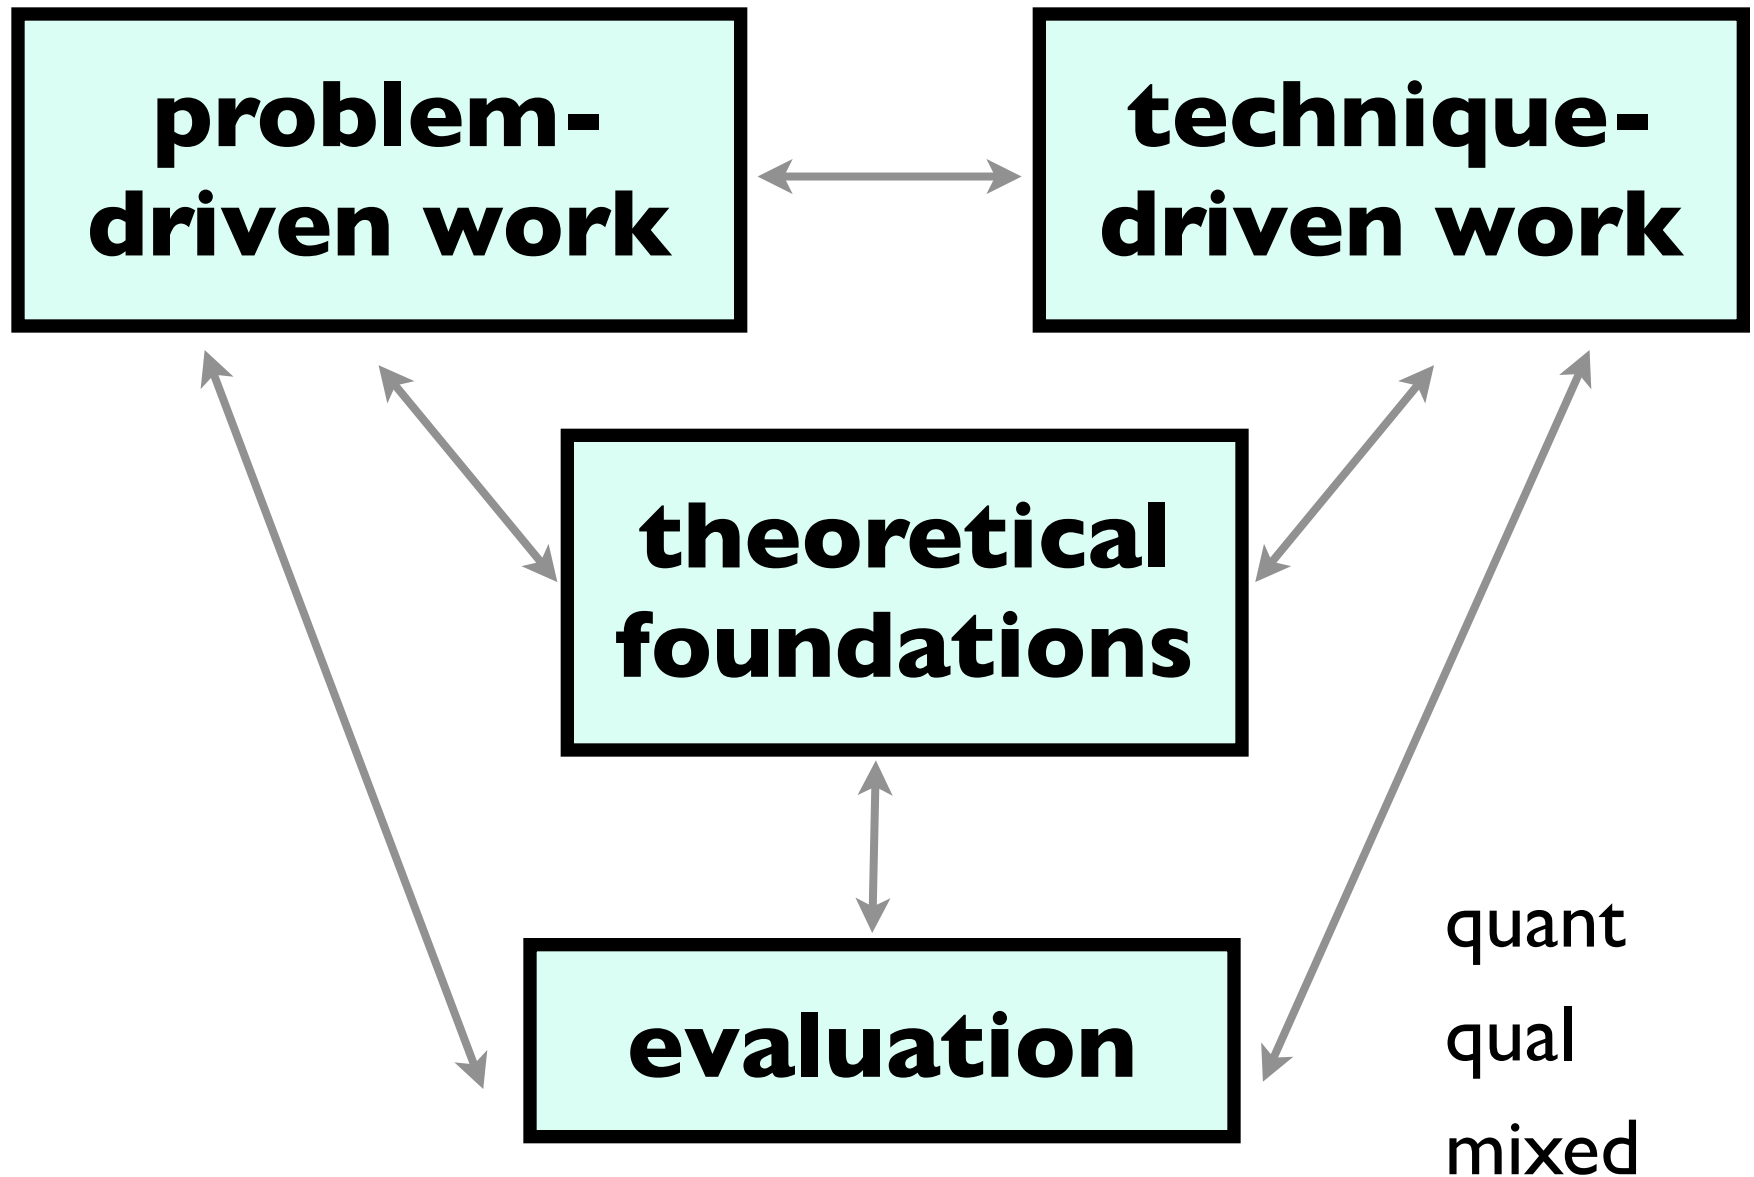 problem-
driven work
technique-
driven work
theoretical
foundations
evaluation
quant
qual
mixed